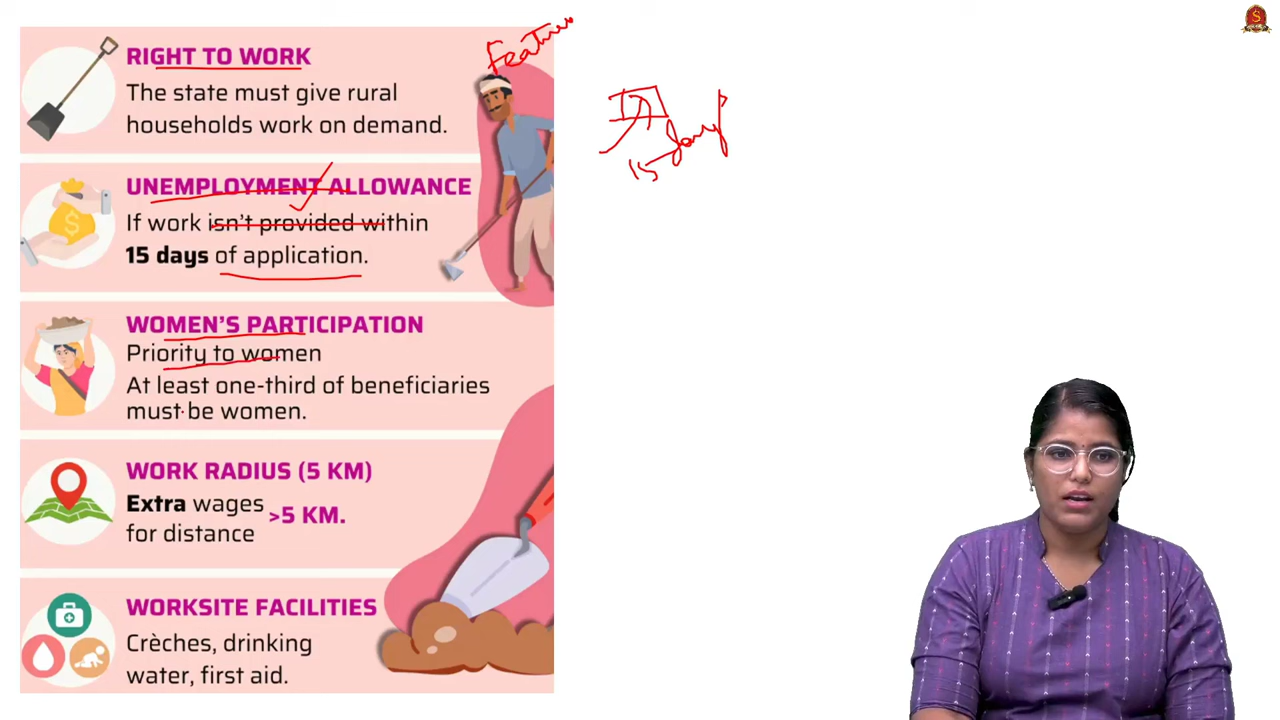 RIGHT TO WORK
The state must give rural
households work on demand.
UNEMPLOYMENT ALLOWANCE
If work isn't provided within
15 days of application.
WOMEN'S PARTICIPATION
Priority to women
At least one-third of beneficiaries
must be women.
WORK RADIUS (5 KM)
Extra wages
for distance >5 KM.
WORKSITE FACILITIES
Crèches, drinking
water, first aid.
15 days